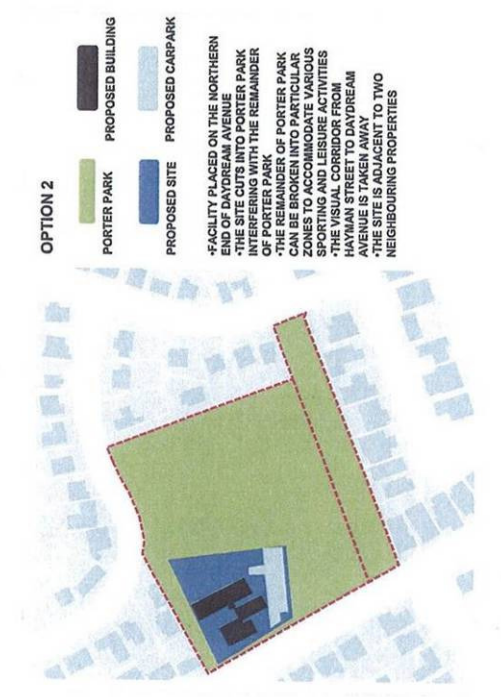 OPTION 2
PORTER PARK
PROPOSED BUILDING
PROPOSED SITE
PROPOSED CARPARK
•FACILITY PLACED ON THE NORTHERN
END OF DAYDREAM AVENUE
•THE SITE CUTS INTO PORTER PARK
INTERFERING WITH THE REMAINDER
OF PORTER PARK
•THE REMAINDER OF PORTER PARK
CAN BE BROKEN INTO PARTICULAR
ZONES TO ACCOMMODATE VARIOUS
SPORTING AND LEISURE ACTIVITIES
•THE VISUAL CORRIDOR FROM
HAYMAN STREET TO DAYDREAM
AVENUE IS TAKEN AWAY
•THE SITE IS ADJACENT TO TWO
NEIGHBOURING PROPERTIES